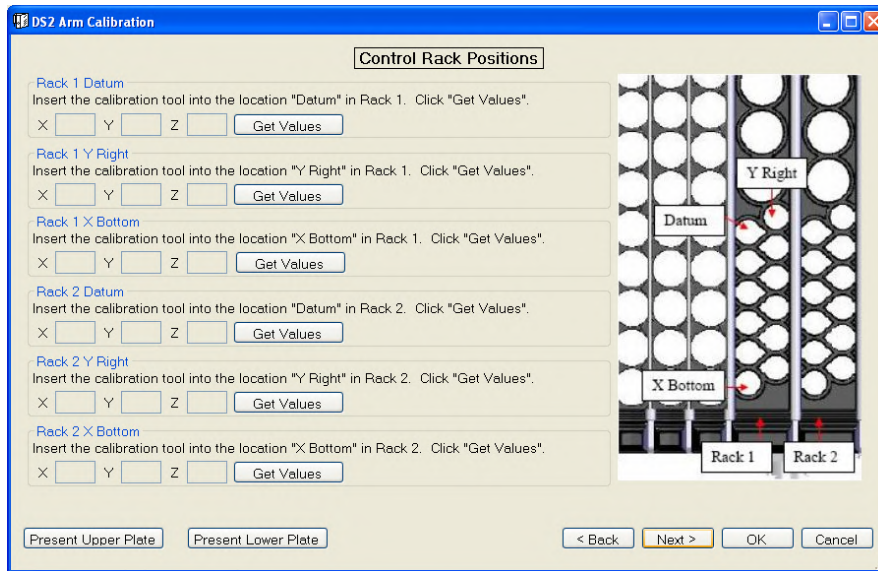 DS2 Arm Calibration
Control Rack Positions
Rack 1 Datum
Insert the calibration tool into the location "Datum" in Rack 1. Click "Get Values".
X Y Z Get Values
Rack 1 Y Right
Insert the calibration tool into the location "Y Right" in Rack 1. Click "Get Values".
X Y Z Get Values
Rack 1 X Bottom
Insert the calibration tool into the location "X Bottom" in Rack 1. Click "Get Values".
X Y Z Get Values
Rack 2 Datum
Insert the calibration tool into the location "Datum" in Rack 2. Click "Get Values".
X Y Z Get Values
Rack 2 Y Right
Insert the calibration tool into the location "Y Right" in Rack 2. Click "Get Values".
X Y Z Get Values
Rack 2 X Bottom
Insert the calibration tool into the location "X Bottom" in Rack 2. Click "Get Values".
X Y Z Get Values
Y Right
Datum
X Bottom
Rack 1 Rack 2
Present Upper Plate Present Lower Plate < Back Next > OK Cancel